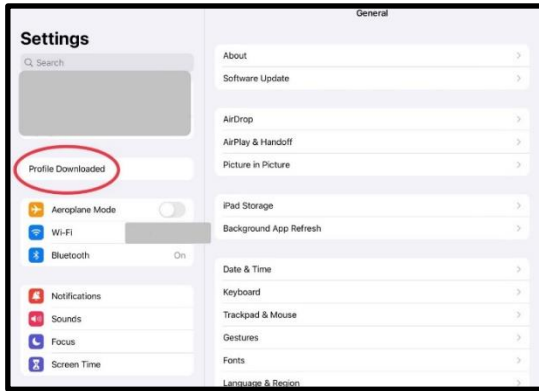 General
Settings
Search
Profile Downloaded
Aeroplane Mode
Wi-Fi
Bluetooth On
Notifications
Sounds
Focus
Screen Time
About
Software Update
AirDrop
AirPlay & Handoff
Picture in Picture
iPad Storage
Background App Refresh
Date & Time
Keyboard
Trackpad & Mouse
Gestures
Fonts
Language & Region